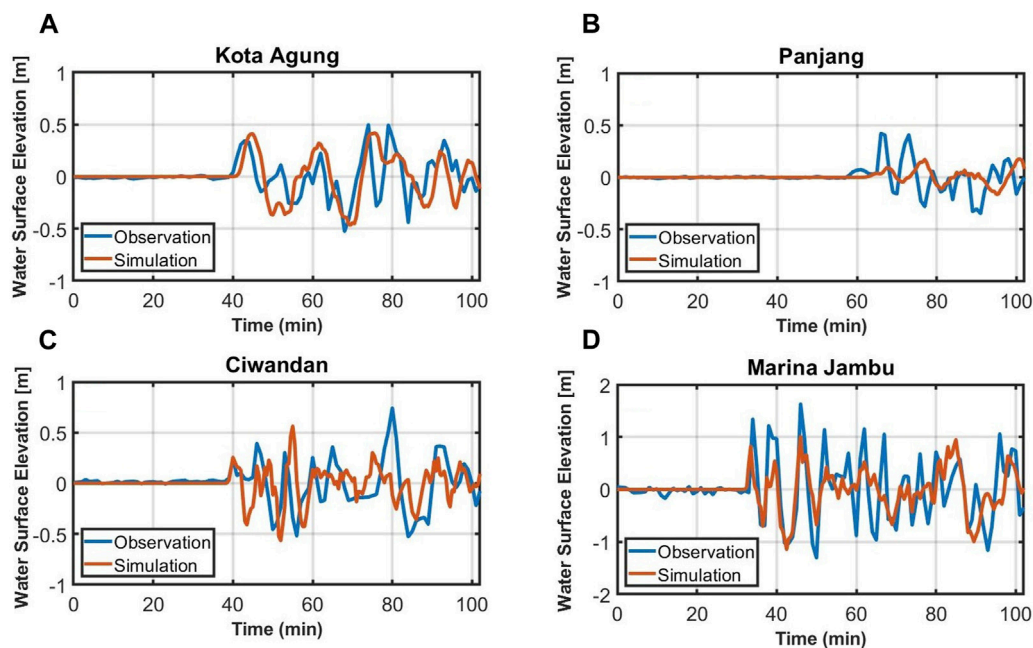 A
Kota Agung
Water Surface Elevation [m]
1
0.5
0
-0.5
-1
Observation
Simulation
0 20 40 60 80 100
Time (min)
B
Panjang
Water Surface Elevation [m]
1
0.5
0
-0.5
-1
Observation
Simulation
0 20 40 60 80 100
Time (min)
C
Ciwandan
Water Surface Elevation [m]
1
0.5
0
-0.5
-1
Observation
Simulation
0 20 40 60 80 100
Time (min)
D
Marina Jambu
Water Surface Elevation [m]
2
1
0
-1
-2
Observation
Simulation
0 20 40 60 80 100
Time (min)